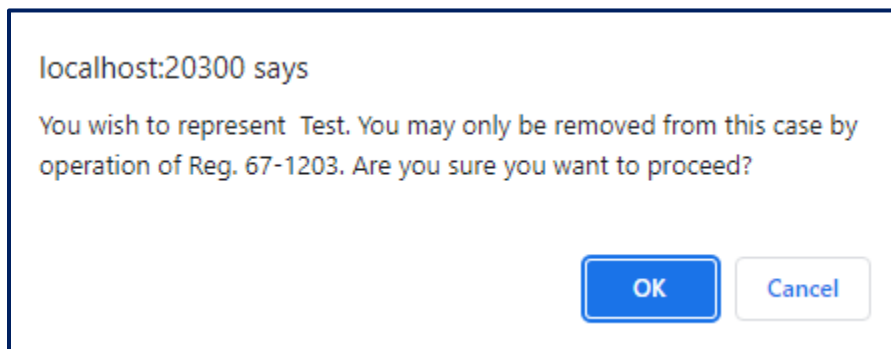 localhost:20300 says
You wish to represent  Test. You may only be removed from this case by
operation of Reg. 67-1203. Are you sure you want to proceed?
OK
Cancel